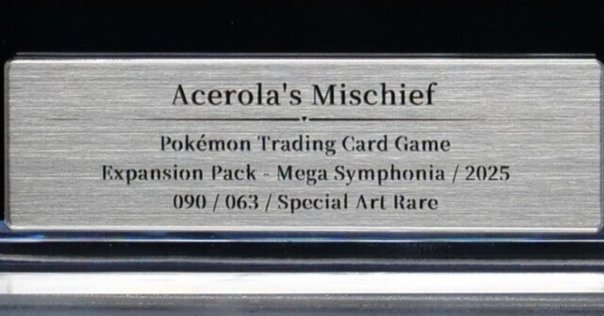 Acerola's Mischief
Pokémon Trading Card Game
Expansion Pack - Mega Symphonia / 2025
090 / 063 / Special Art Rare